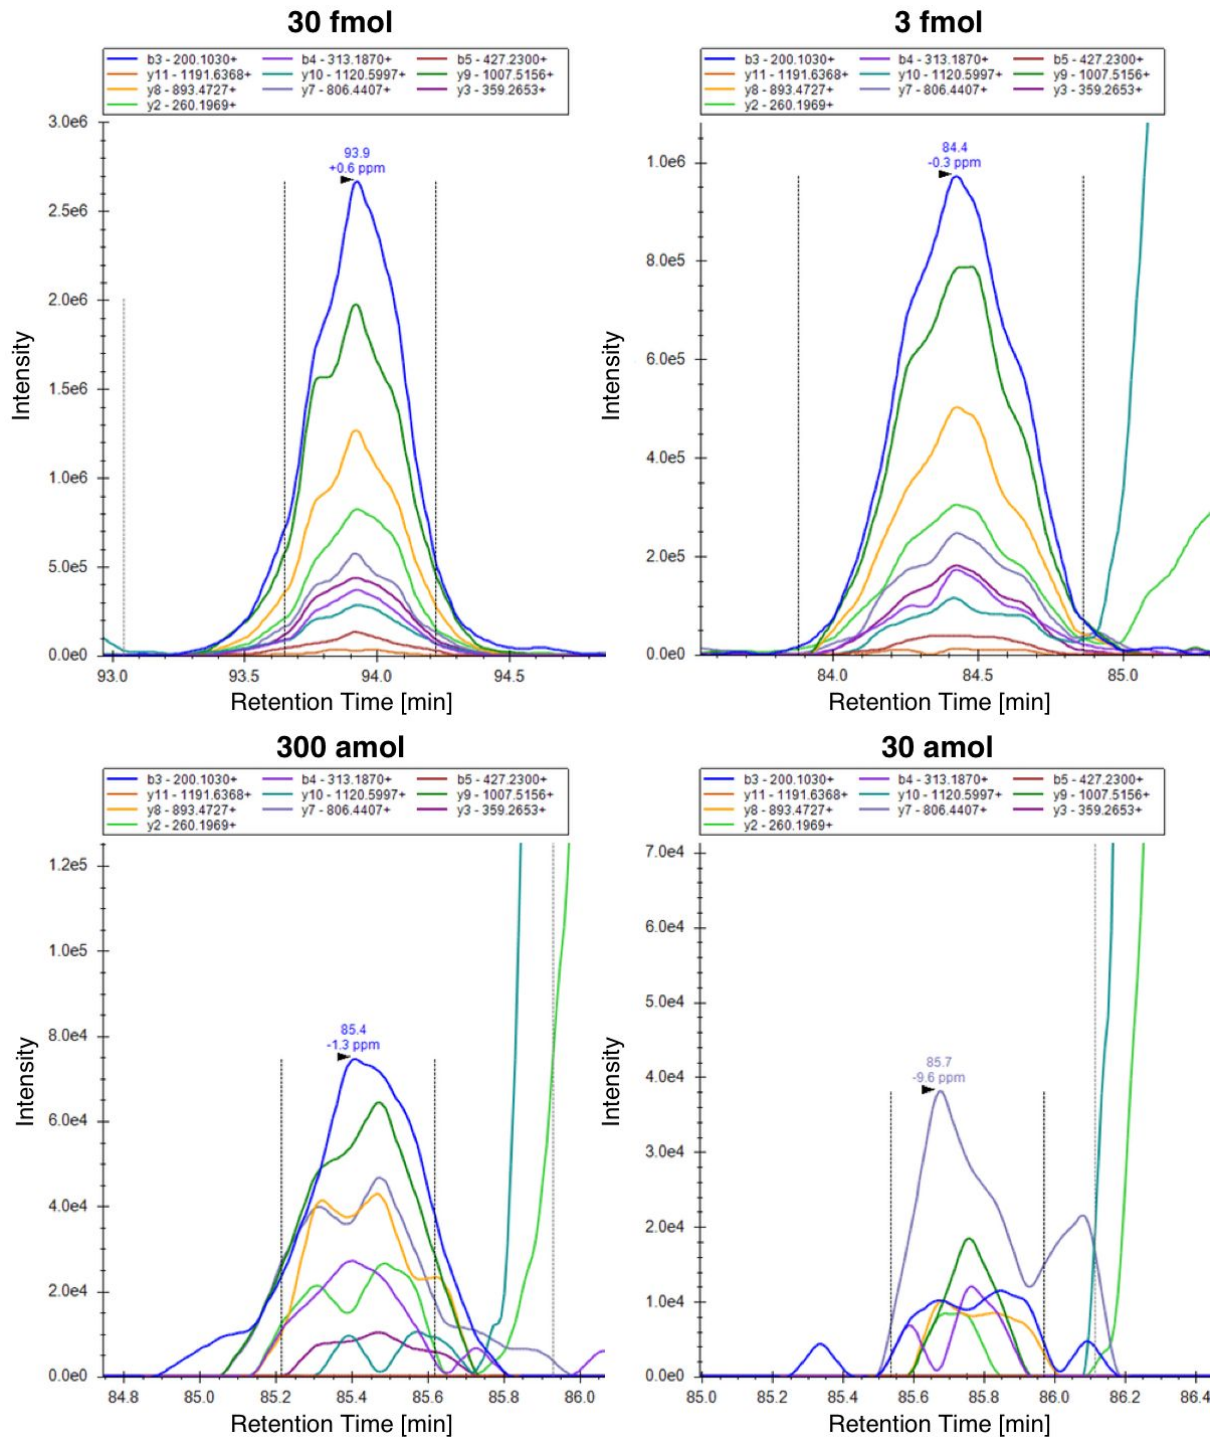 30 fmol
b3 - 200.1030+ b4 - 313.1870+ b5 - 427.2300+
y11 - 1191.6368+ y10 - 1120.5997+ y9 - 1007.5156+
y8 - 893.4727+ y7 - 806.4407+ y3 - 359.2653+
y2 - 260.1969+
3.0e6
2.5e6
2.0e6
1.5e6
1.0e6
5.0e5
0.0e0
Intensity
93.9
+0.6 ppm
93.0 93.5 94.0 94.5
Retention Time [min]
3 fmol
b3 - 200.1030+ b4 - 313.1870+ b5 - 427.2300+
y11 - 1191.6368+ y10 - 1120.5997+ y9 - 1007.5156+
y8 - 893.4727+ y7 - 806.4407+ y3 - 359.2653+
y2 - 260.1969+
1.0e6
8.0e5
6.0e5
4.0e5
2.0e5
0.0e0
Intensity
84.4
-0.3 ppm
84.0 84.5 85.0
Retention Time [min]
300 amol
b3 - 200.1030+ b4 - 313.1870+ b5 - 427.2300+
y11 - 1191.6368+ y10 - 1120.5997+ y9 - 1007.5156+
y8 - 893.4727+ y7 - 806.4407+ y3 - 359.2653+
y2 - 260.1969+
1.2e5
1.0e5
8.0e4
6.0e4
4.0e4
2.0e4
0.0e0
Intensity
85.4
-1.3 ppm
84.8 85.0 85.2 85.4 85.6 85.8 86.0
Retention Time [min]
30 amol
b3 - 200.1030+ b4 - 313.1870+ b5 - 427.2300+
y11 - 1191.6368+ y10 - 1120.5997+ y9 - 1007.5156+
y8 - 893.4727+ y7 - 806.4407+ y3 - 359.2653+
y2 - 260.1969+
7.0e4
6.0e4
5.0e4
4.0e4
3.0e4
2.0e4
1.0e4
0.0e0
Intensity
85.7
-9.6 ppm
85.0 85.2 85.4 85.6 85.8 86.0 86.2 86.4
Retention Time [min]